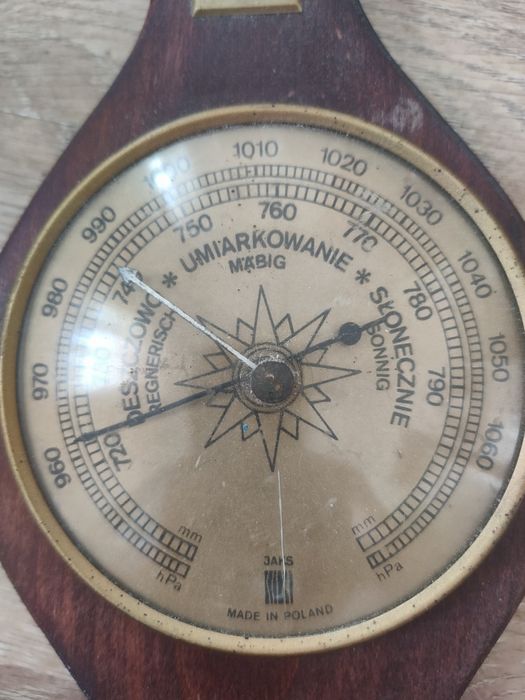 960
970
980
990
1010
1020
1030
1040
1050
1060
720
750
760
770
780
790
DESZCZOWO * UMIARKOWANIE * SŁONECZNIE
REGNERISCH
MÄBIG
SONNIG
mm
hPa
mm
hPa
JAKS
MADE IN POLAND